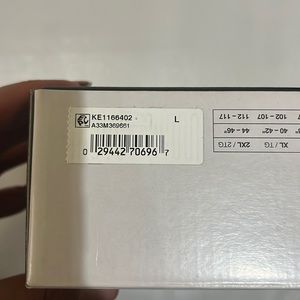 KE1166402 L
A33M369661
0 29442 70696 7
102 - 107 112 - 117
40 - 42" 44 - 46"
XL / TG 2XL / 2TG